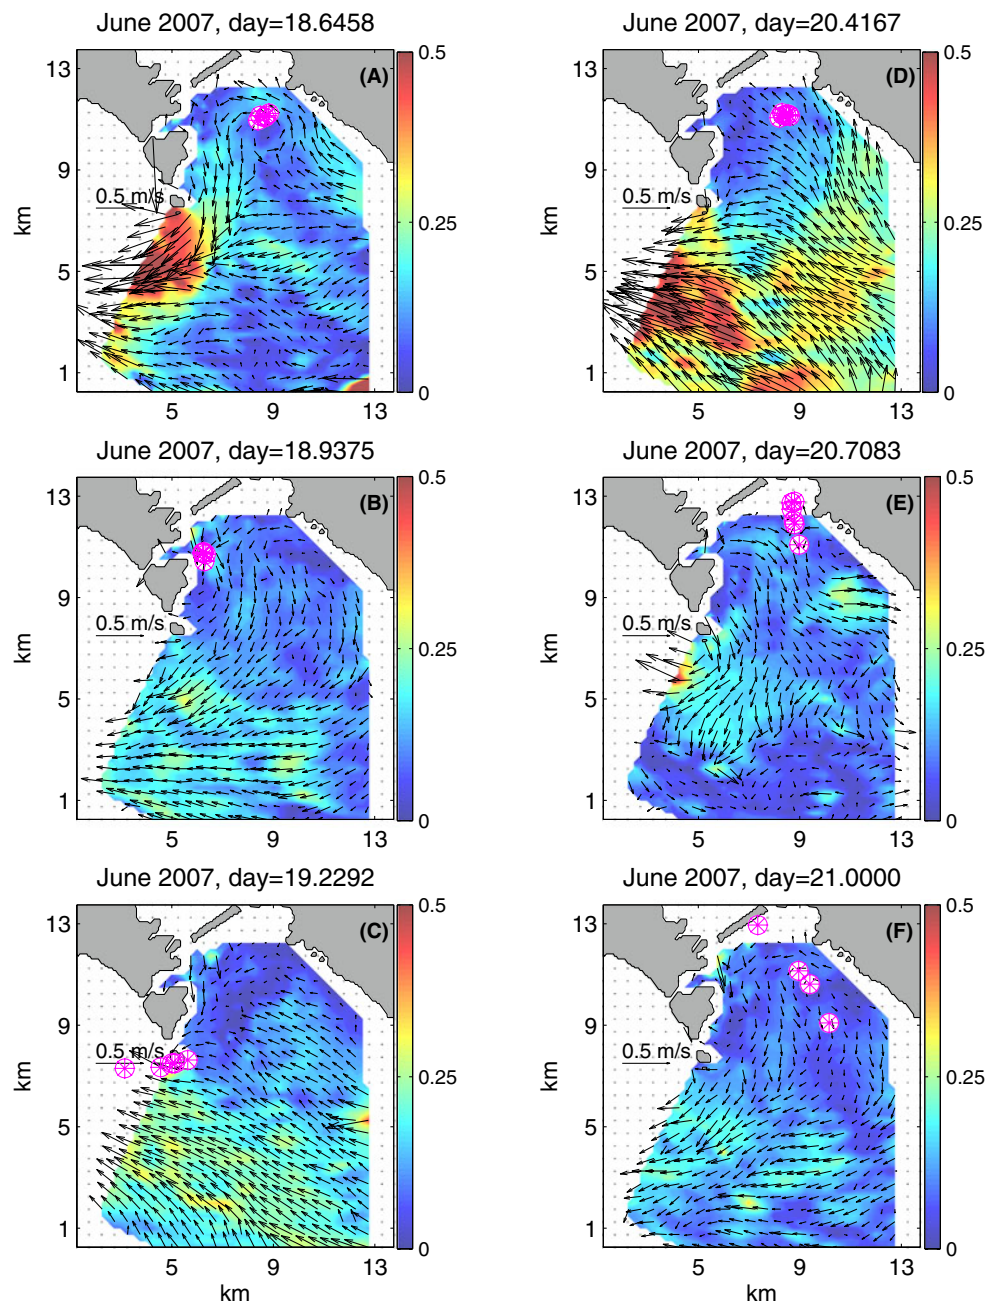 June 2007, day=18.6458
(A)
13
9
5
1
km
0.5 m/s
5 9 13
0.5
0.25
0
June 2007, day=20.4167
(D)
13
9
5
1
km
0.5 m/s
5 9 13
0.5
0.25
0
June 2007, day=18.9375
(B)
13
9
5
1
km
0.5 m/s
5 9 13
0.5
0.25
0
June 2007, day=20.7083
(E)
13
9
5
1
km
0.5 m/s
5 9 13
0.5
0.25
0
June 2007, day=19.2292
(C)
13
9
5
1
km
0.5 m/s
5 9 13
km
0.5
0.25
0
June 2007, day=21.0000
(F)
13
9
5
1
km
0.5 m/s
5 9 13
km
0.5
0.25
0